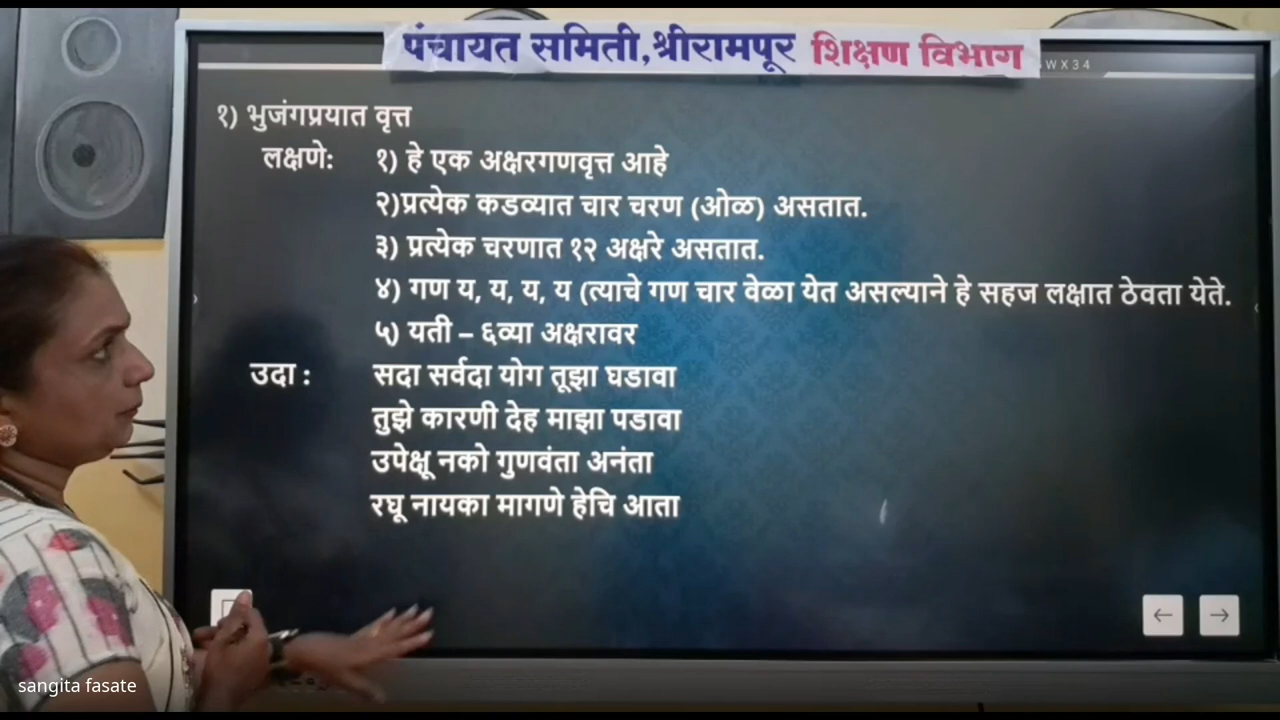 पंचायत समिती,श्रीरामपूर शिक्षण विभाग
WX34
१) भुजंगप्रयात वृत्त
लक्षणे: १) हे एक अक्षरगणवृत्त आहे
२)प्रत्येक कडव्यात चार चरण (ओळ) असतात.
३) प्रत्येक चरणात १२ अक्षरे असतात.
४) गण य, य, य, य (त्याचे गण चार वेळा येत असल्याने हे सहज लक्षात ठेवता येते.
५) यती – ६व्या अक्षरावर
उदा : सदा सर्वदा योग तूझा घडावा
तुझे कारणी देह माझा पडावा
उपेक्षू नको गुणवंता अनंता
रघू नायका मागणे हेचि आता
sangita fasate